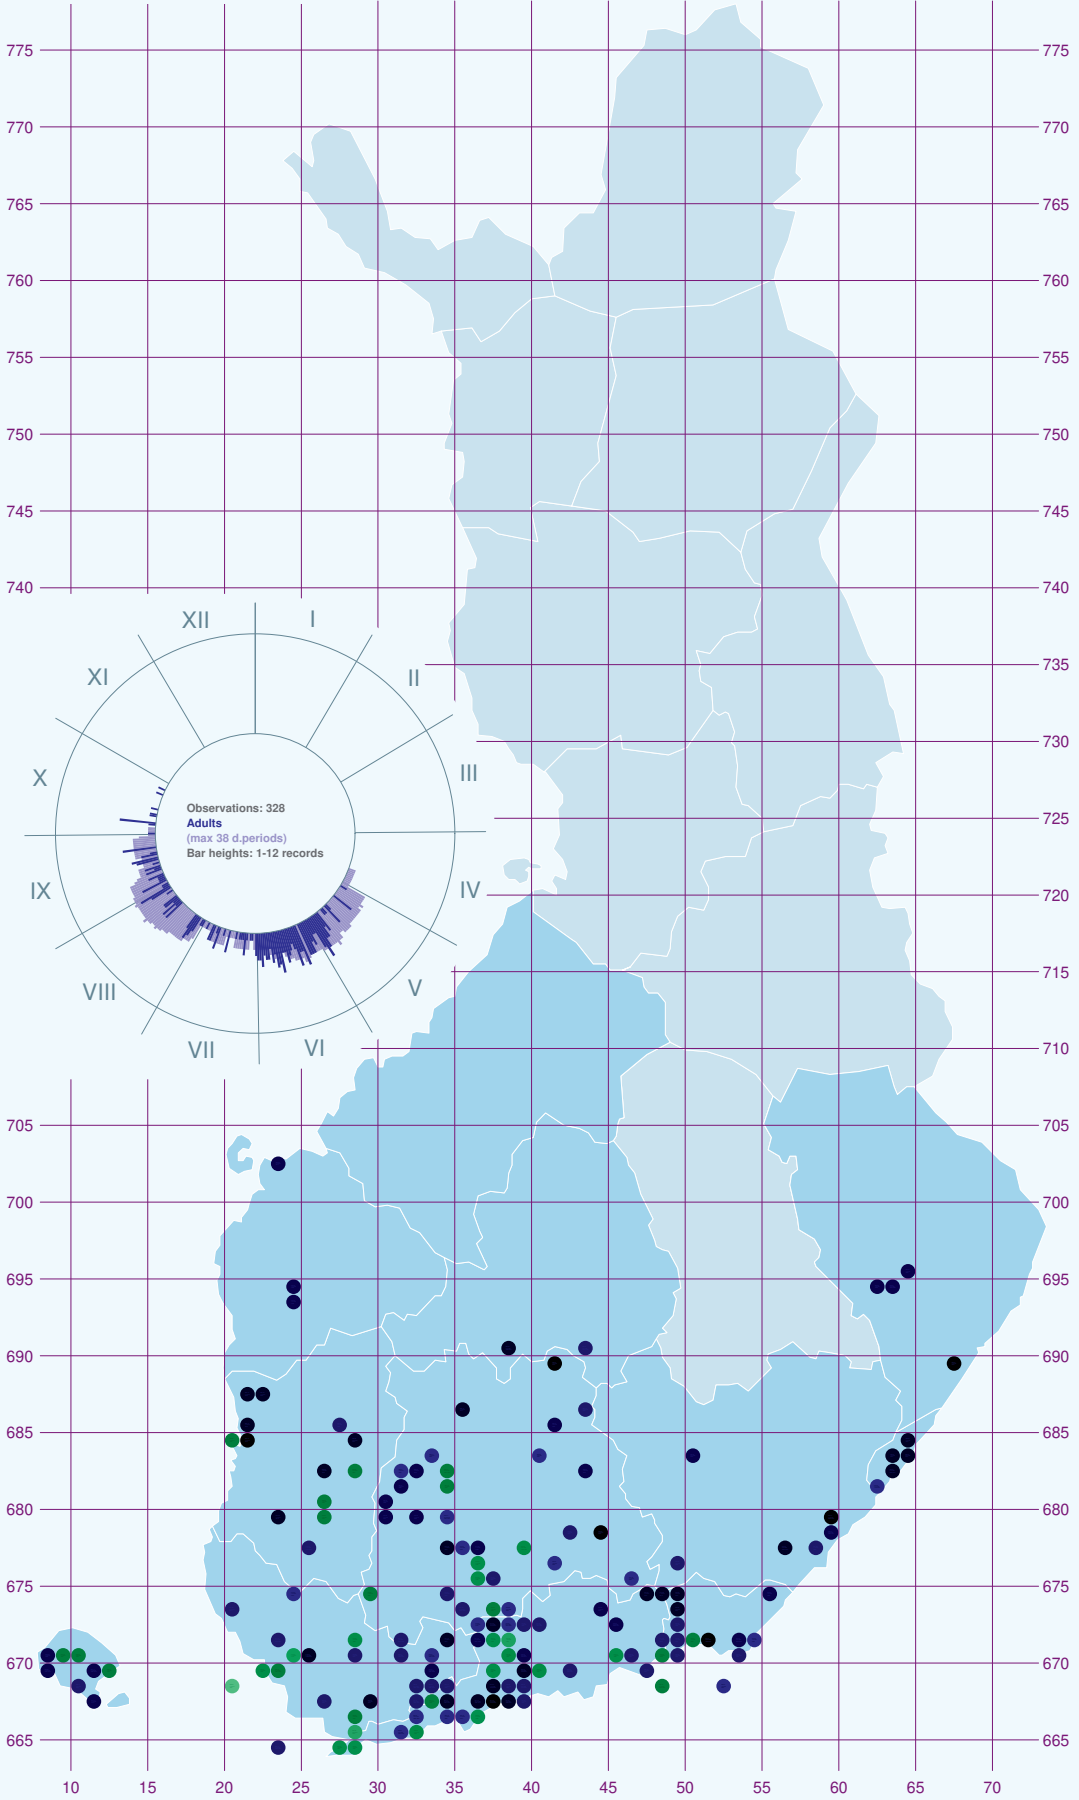 775 775
770 770
765 765
760 760
755 755
750 750
745 745
740 740
XII I
XI II
735 735
730 730
X III
Observations: 328
Adults
(max 38 d.periods)
Bar heights: 1-12 records
725 725
IX IV
720 720
VIII V
715 715
VII VI
710 710
705 705
700 700
695 695
690 690
685 685
680 680
675 675
670 670
665 665
10 15 20 25 30 35 40 45 50 55 60 65 70